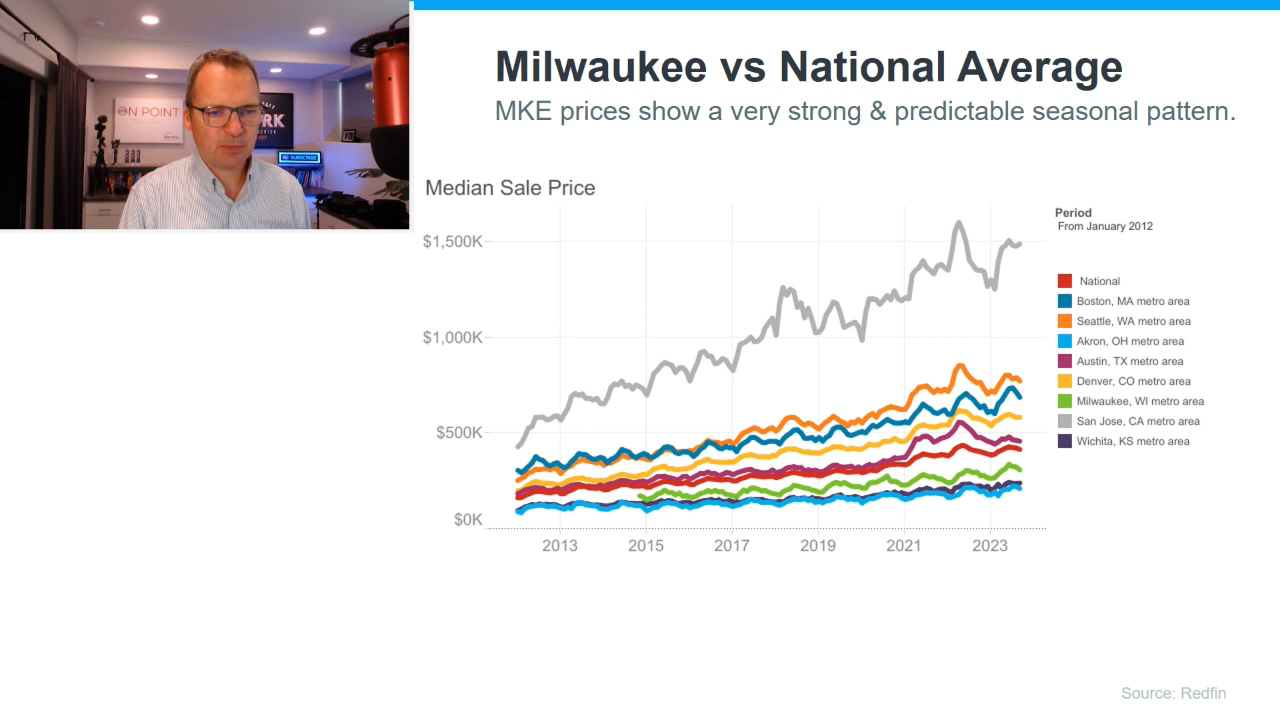 ON POINT
RK
SUBSCRIBE
Milwaukee vs National Average
MKE prices show a very strong & predictable seasonal pattern.
Median Sale Price
$1,500K
$1,000K
$500K
$0K
2013 2015 2017 2019 2021 2023
Period
From January 2012
National
Boston, MA metro area
Seattle, WA metro area
Akron, OH metro area
Austin, TX metro area
Denver, CO metro area
Milwaukee, WI metro area
San Jose, CA metro area
Wichita, KS metro area
Source: Redfin